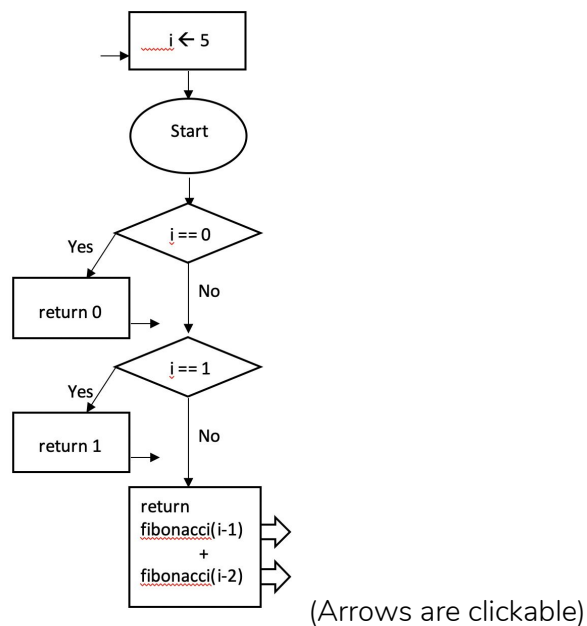 i ← 5
Start
i == 0
Yes
No
return 0
i == 1
Yes
No
return 1
return
fibonacci(i-1)
+
fibonacci(i-2)
(Arrows are clickable)